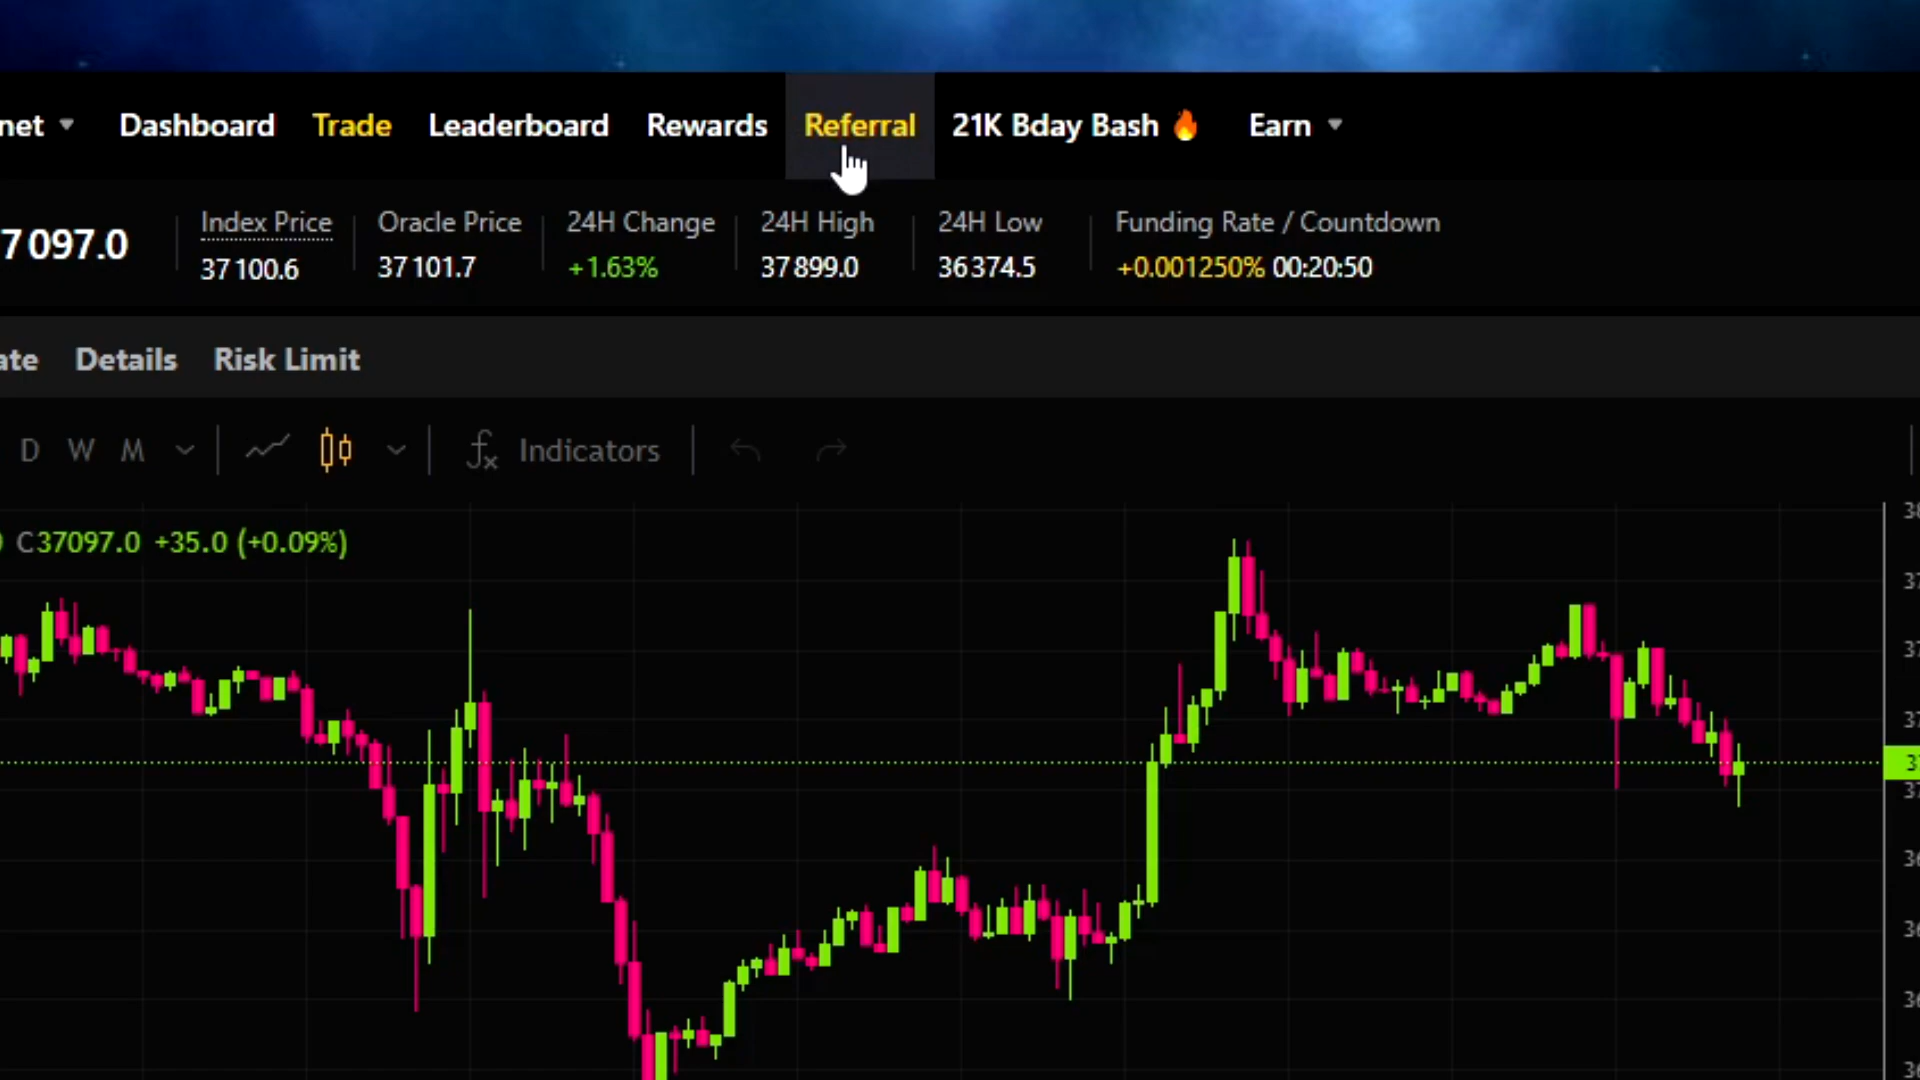 net Dashboard Trade Leaderboard Rewards Referral 21K Bday Bash 🔥 Earn
7 097.0
Index Price Oracle Price 24H Change 24H High 24H Low Funding Rate / Countdown
37 100.6 37 101.7 +1.63% 37 899.0 36 374.5 +0.001250% 00:20:50
ate Details Risk Limit
D W M fx Indicators
C37097.0 +35.0 (+0.09%)